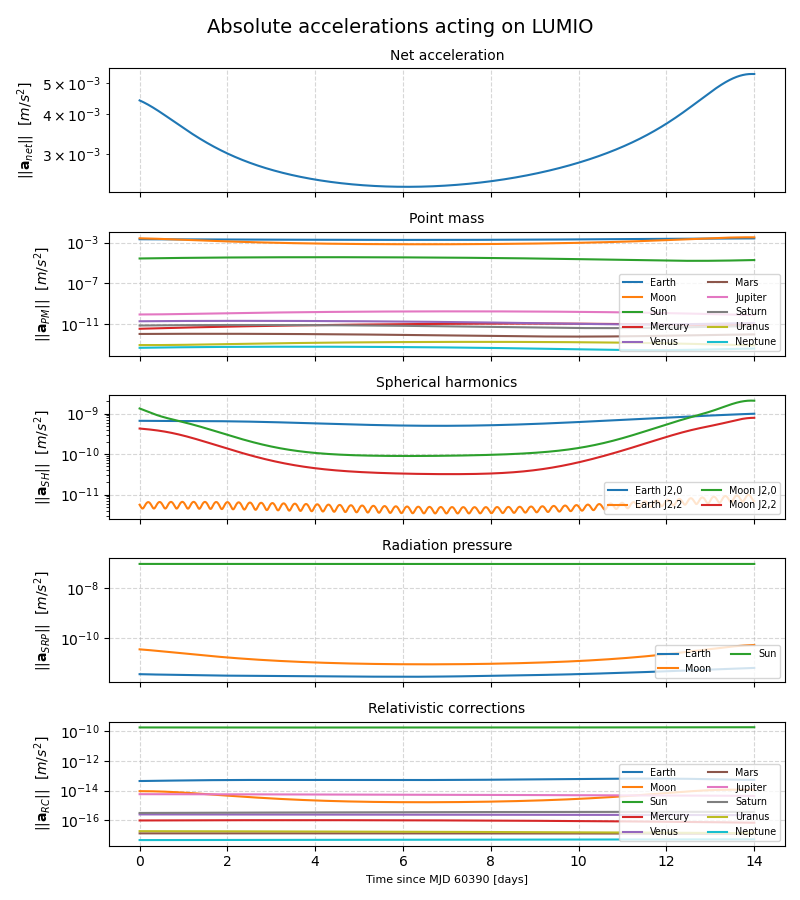 Absolute accelerations acting on LUMIO
Net acceleration
5 × 10⁻³
4 × 10⁻³
3 × 10⁻³
||a_net|| [m/s²]
Point mass
10⁻³
10⁻⁷
10⁻¹¹
||a_PM|| [m/s²]
Earth Mars
Moon Jupiter
Sun Saturn
Mercury Uranus
Venus Neptune
Spherical harmonics
10⁻⁹
10⁻¹⁰
10⁻¹¹
||a_SH|| [m/s²]
Earth J2,0 Moon J2,0
Earth J2,2 Moon J2,2
Radiation pressure
10⁻⁸
10⁻¹⁰
||a_SRP|| [m/s²]
Earth Sun
Moon
Relativistic corrections
10⁻¹⁰
10⁻¹²
10⁻¹⁴
10⁻¹⁶
||a_RC|| [m/s²]
Earth Mars
Moon Jupiter
Sun Saturn
Mercury Uranus
Venus Neptune
0 2 4 6 8 10 12 14
Time since MJD 60390 [days]